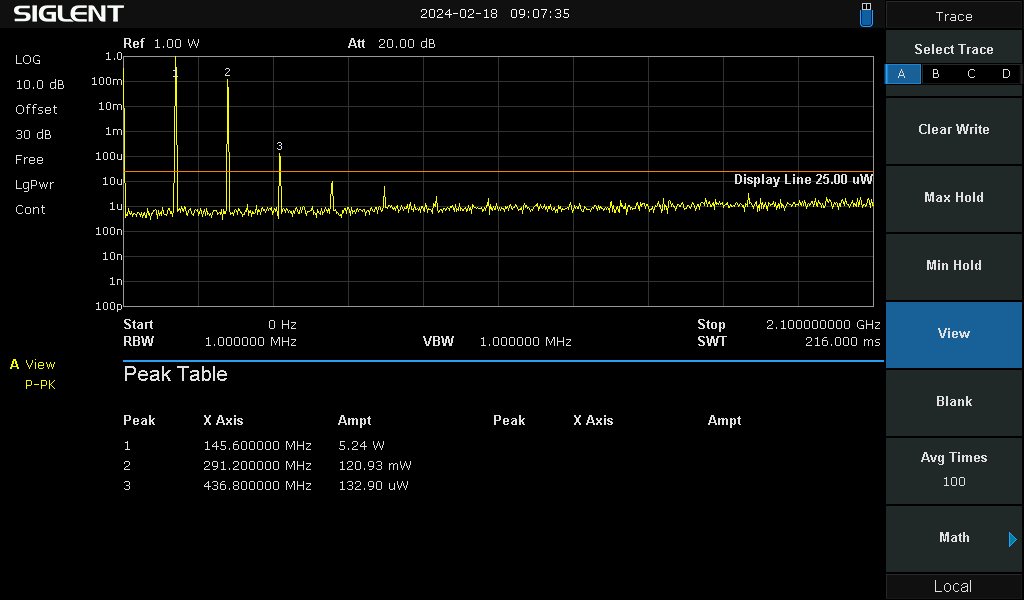 SIGLENT 2024-02-18 09:07:35
Trace
Ref 1.00 W Att 20.00 dB
Select Trace
A B C D
LOG
10.0 dB
Offset
30 dB
Free
LgPwr
Cont
1.0
100m
10m
1m
100u
10u
1u
100n
10n
1n
100p
1
2
3
Display Line 25.00 uW
Start 0 Hz Stop 2.100000000 GHz
RBW 1.000000 MHz VBW 1.000000 MHz SWT 216.000 ms
A View
P-PK
Peak Table
Peak X Axis Ampt Peak X Axis Ampt
1 145.600000 MHz 5.24 W
2 291.200000 MHz 120.93 mW
3 436.800000 MHz 132.90 uW
Clear Write
Max Hold
Min Hold
View
Blank
Avg Times
100
Math
Local